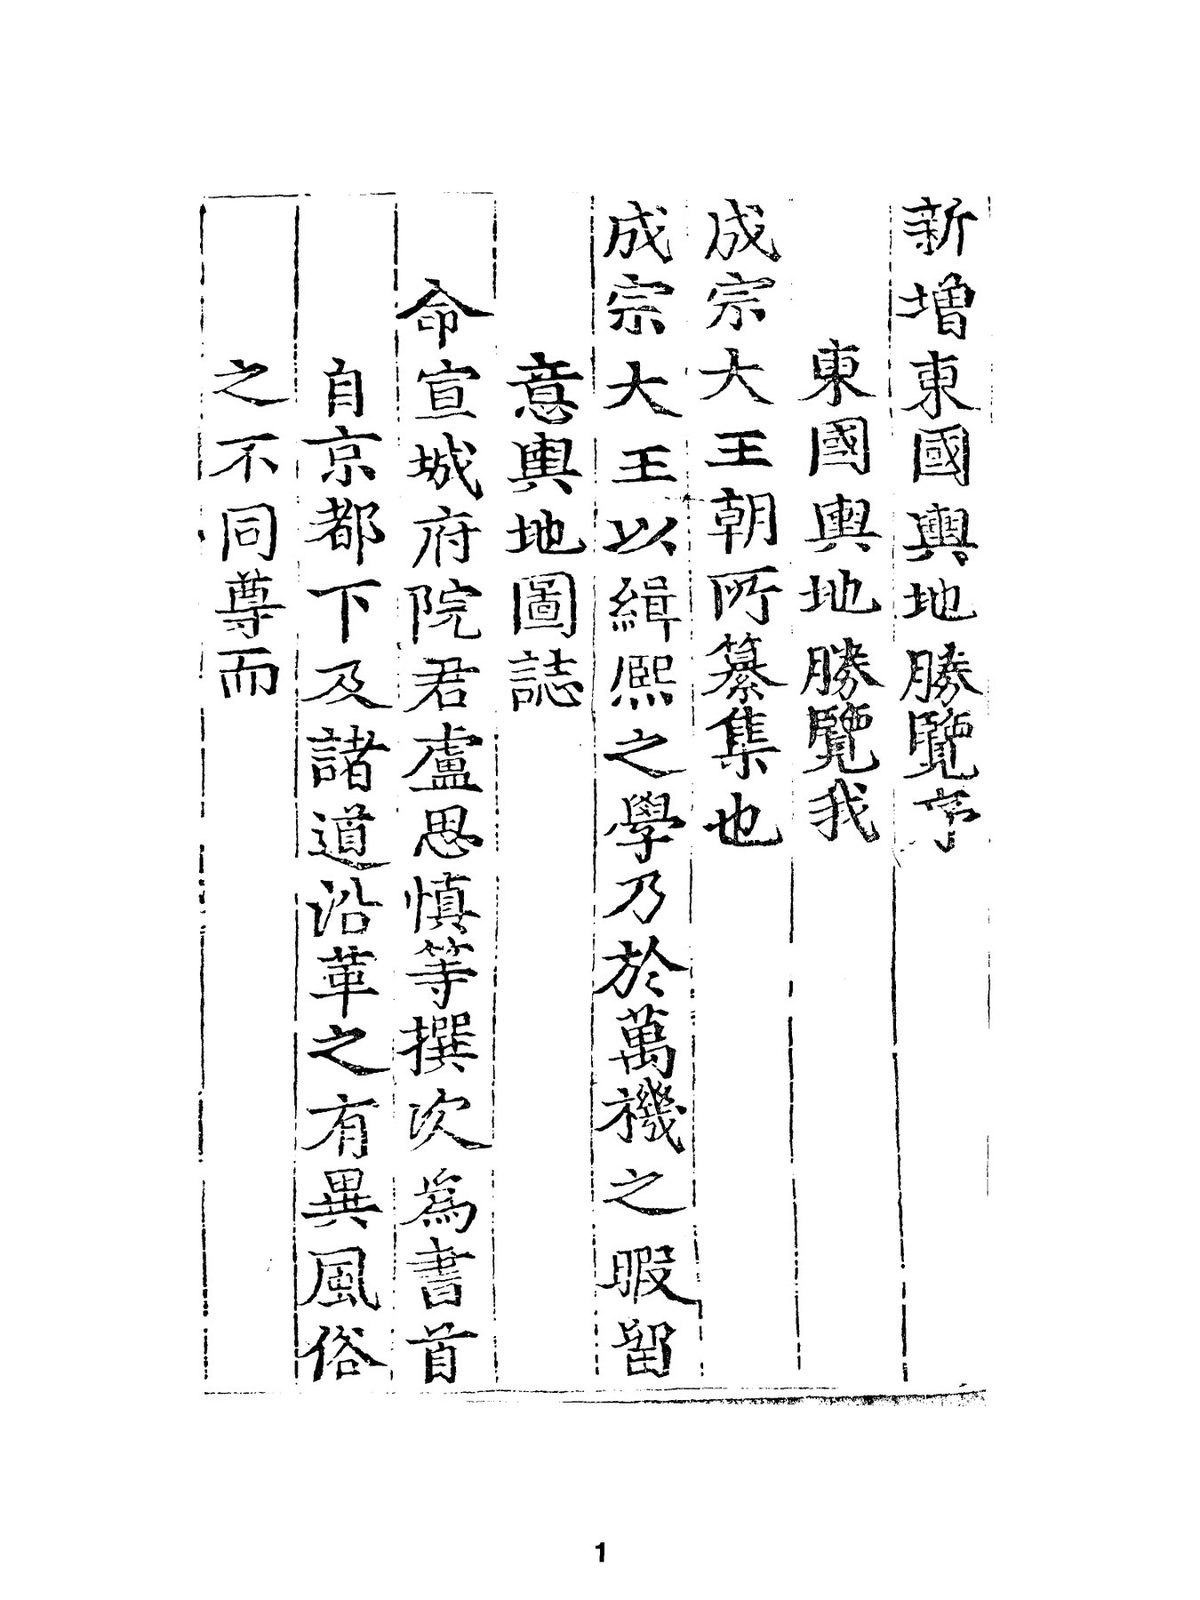 新增東國輿地勝覽序
東國輿地勝覽我
成宗大王朝所纂集也
成宗大王以緝熙之學乃於萬機之暇留
意輿地圖誌
命宣城府院君盧思愼等撰次爲書首
自京都下及諸道沿革之有異風俗
之不同尊而
1